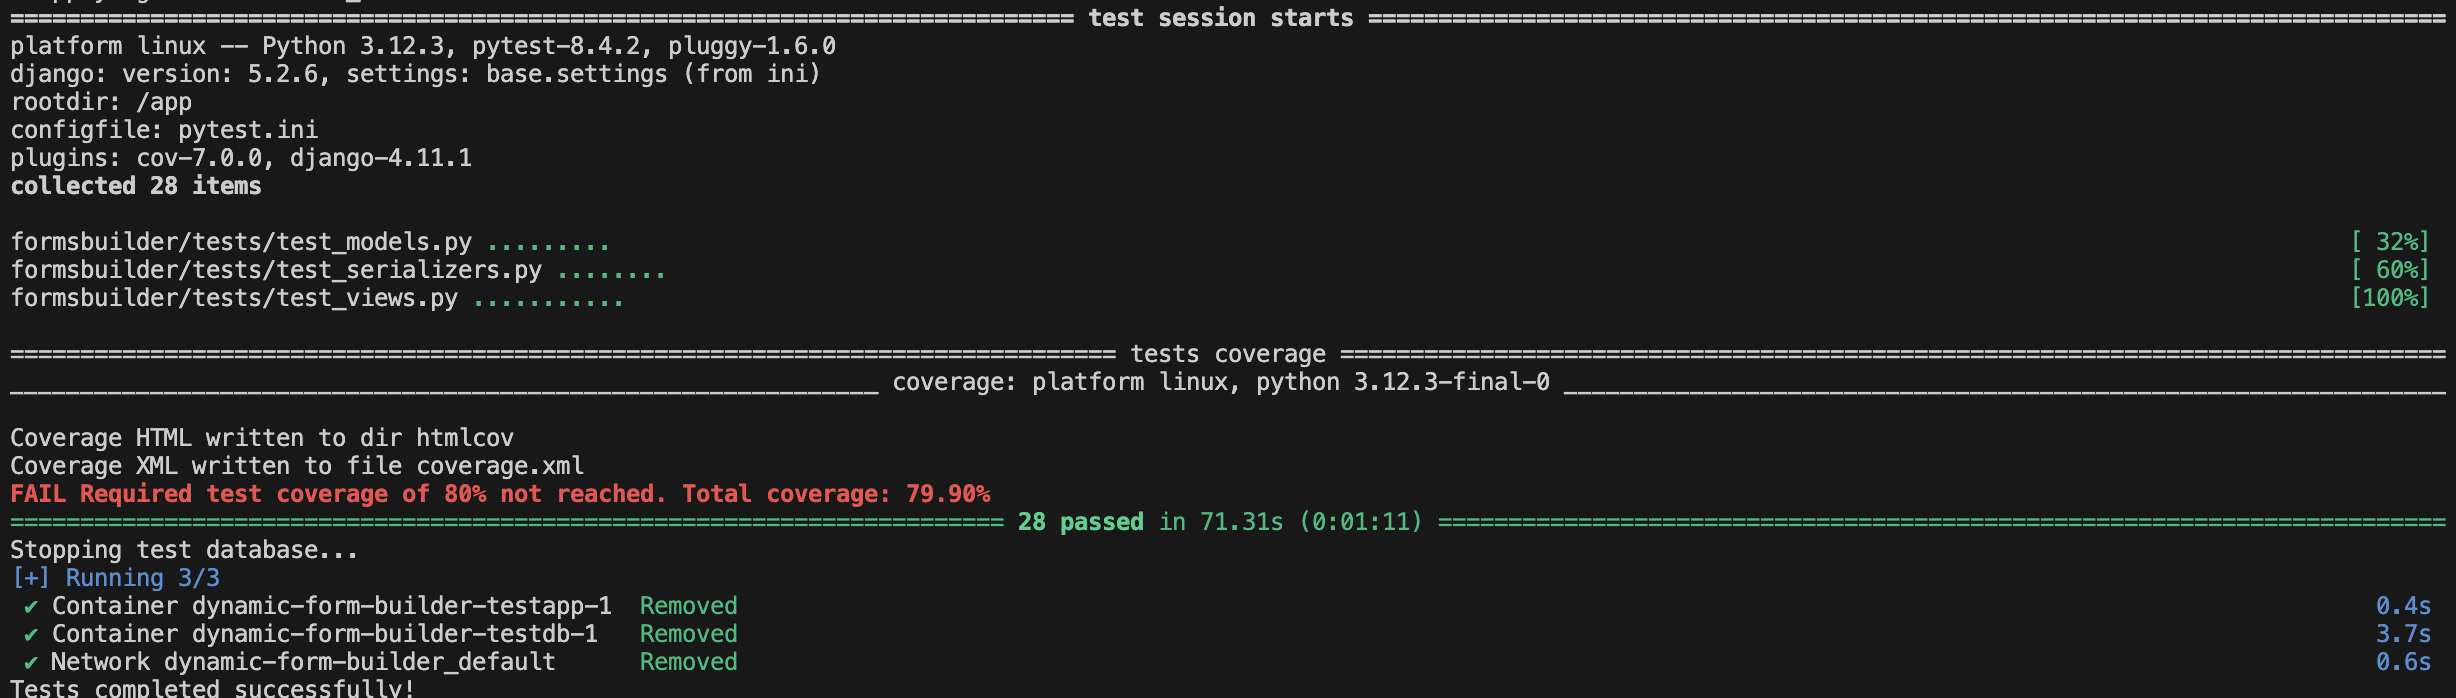 ============================================================================ test session starts =============================================================================
platform linux -- Python 3.12.3, pytest-8.4.2, pluggy-1.6.0
django: version: 5.2.6, settings: base.settings (from ini)
rootdir: /app
configfile: pytest.ini
plugins: cov-7.0.0, django-4.11.1
collected 28 items
formsbuilder/tests/test_models.py ......... [ 32%]
formsbuilder/tests/test_serializers.py ........ [ 60%]
formsbuilder/tests/test_views.py ........... [100%]
=============================================================================== tests coverage ===============================================================================
______________________________________________________________ coverage: platform linux, python 3.12.3-final-0 _______________________________________________________________
Coverage HTML written to dir htmlcov
Coverage XML written to file coverage.xml
FAIL Required test coverage of 80% not reached. Total coverage: 79.90%
======================================================================= 28 passed in 71.31s (0:01:11) ========================================================================
Stopping test database...
[+] Running 3/3
✔ Container dynamic-form-builder-testapp-1 Removed 0.4s
✔ Container dynamic-form-builder-testdb-1 Removed 3.7s
✔ Network dynamic-form-builder_default Removed 0.6s
Tests completed successfully!